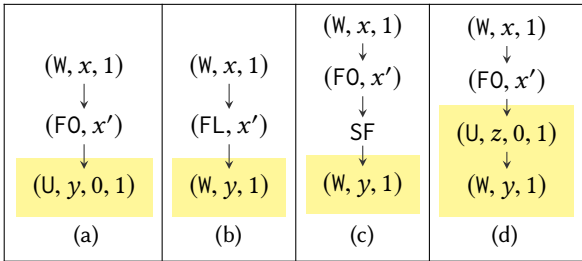 (W, x, 1)
↓
(FO, x′)
↓
(U, y, 0, 1)
(a)
(W, x, 1)
↓
(FL, x′)
↓
(W, y, 1)
(b)
(W, x, 1)
↓
(FO, x′)
↓
SF
↓
(W, y, 1)
(c)
(W, x, 1)
↓
(FO, x′)
↓
(U, z, 0, 1)
↓
(W, y, 1)
(d)